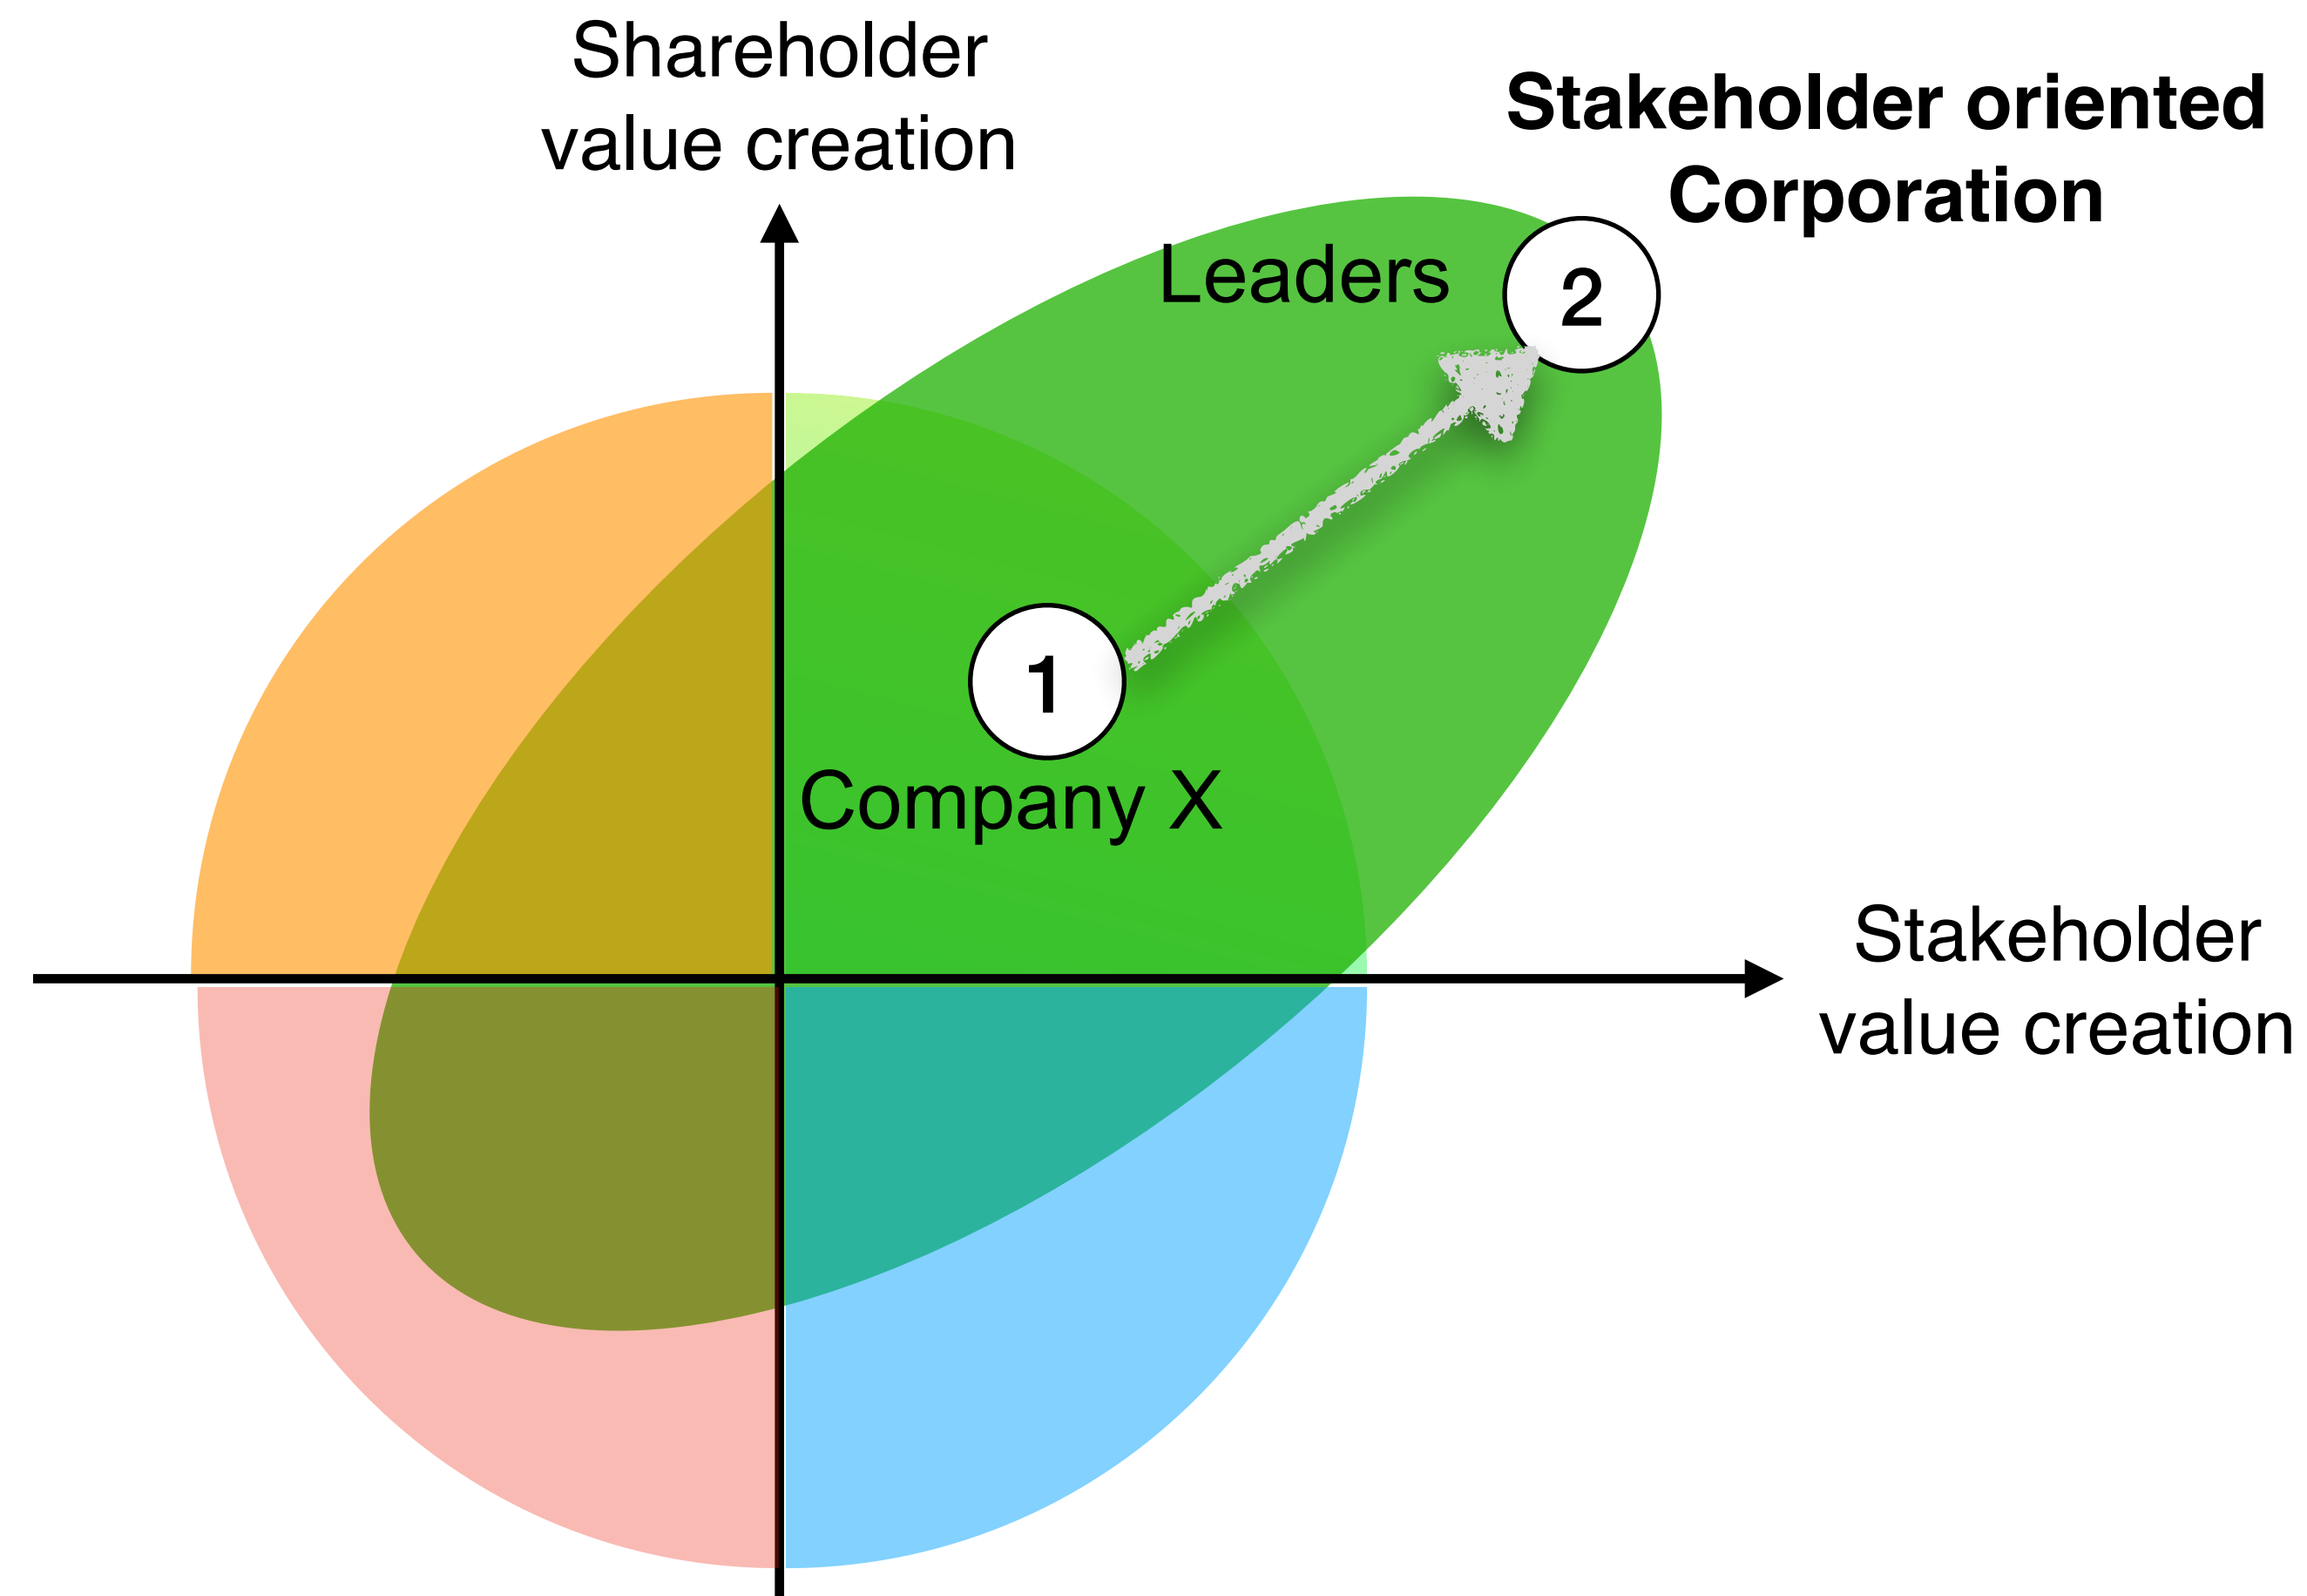 Shareholder
value creation
Stakeholder oriented
Corporation
Leaders
2
1
Company X
Stakeholder
value creation